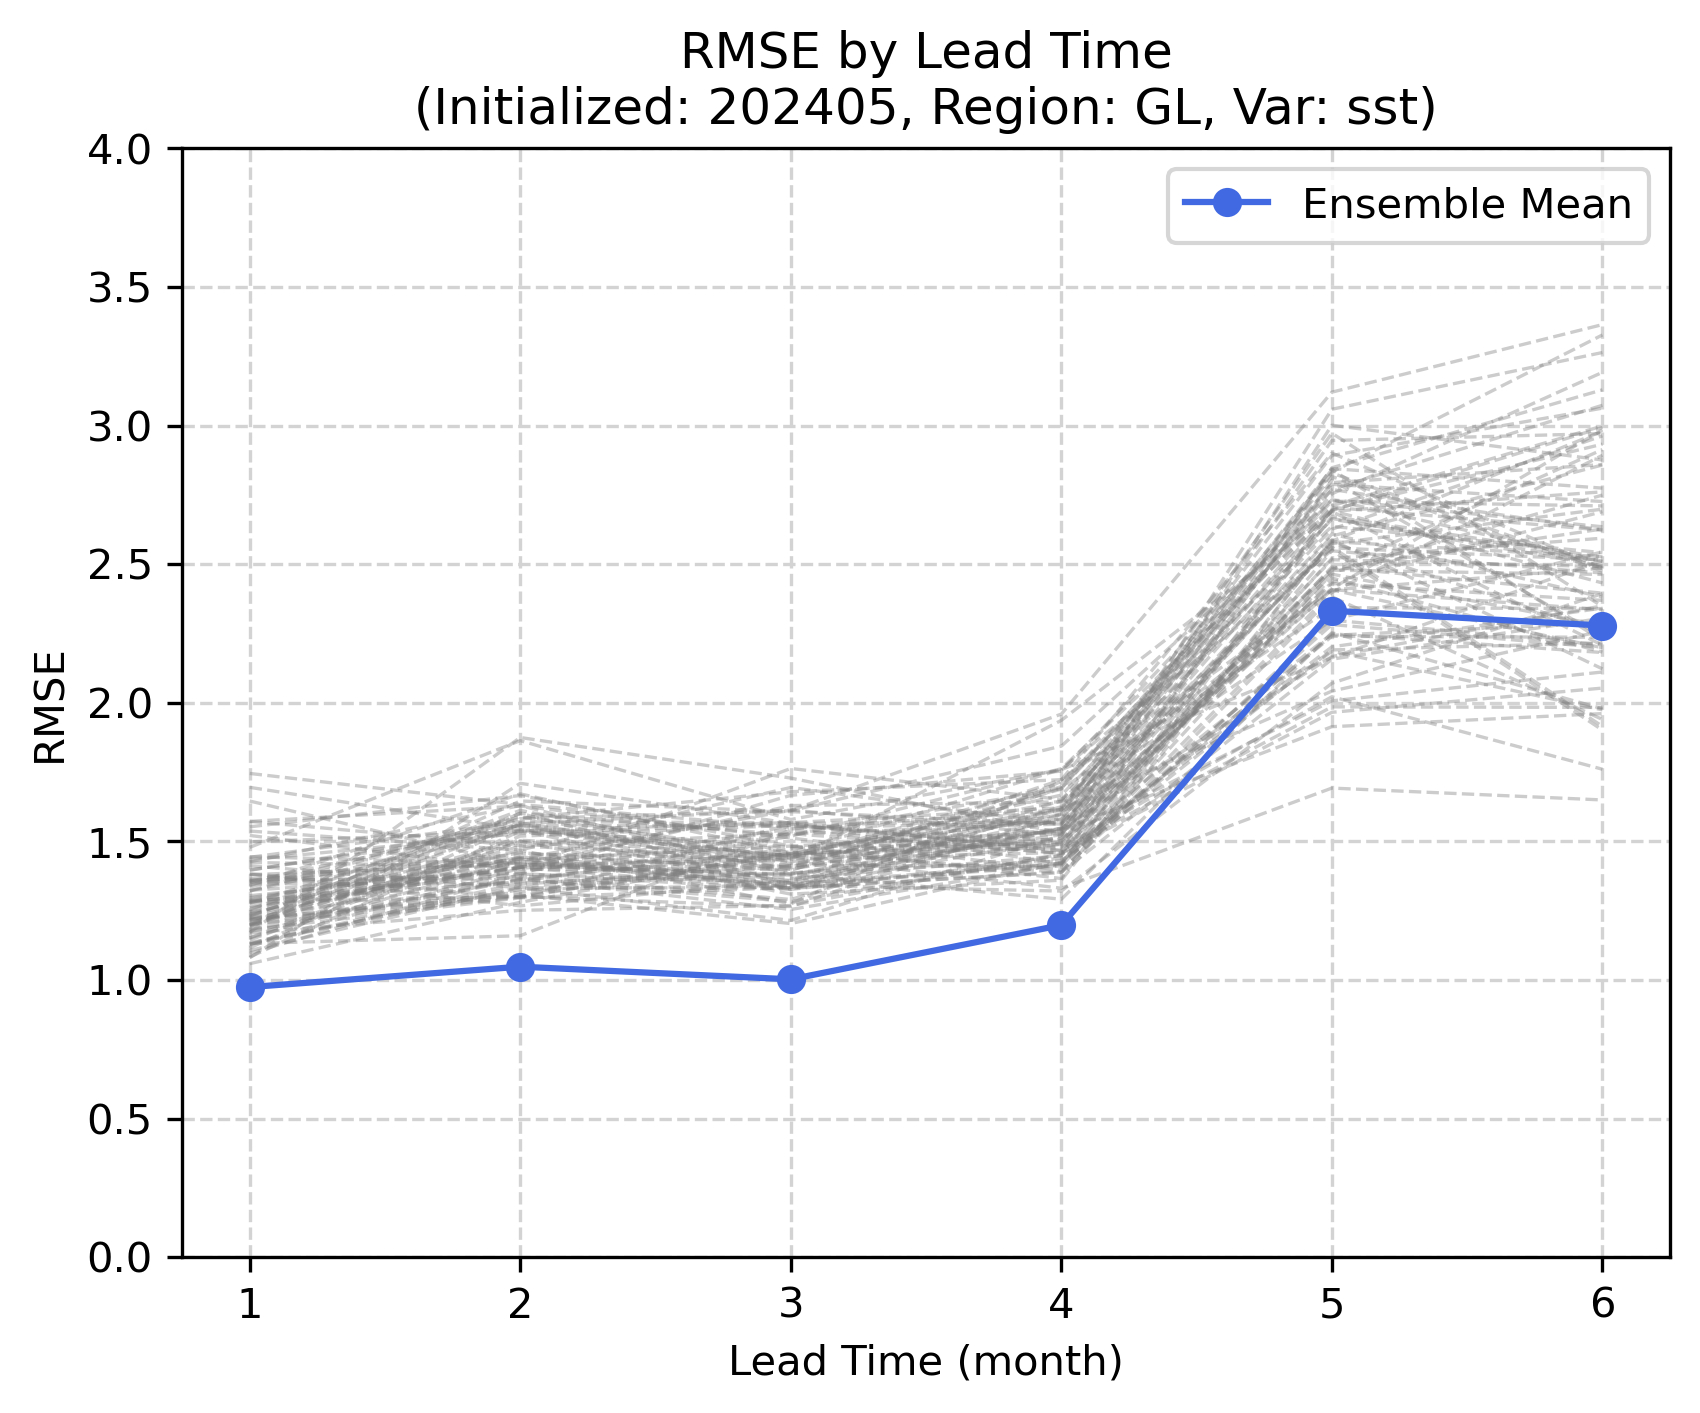 RMSE by Lead Time
(Initialized: 202405, Region: GL, Var: sst)
Ensemble Mean
4.0
3.5
3.0
2.5
2.0
1.5
1.0
0.5
0.0
RMSE
1 2 3 4 5 6
Lead Time (month)